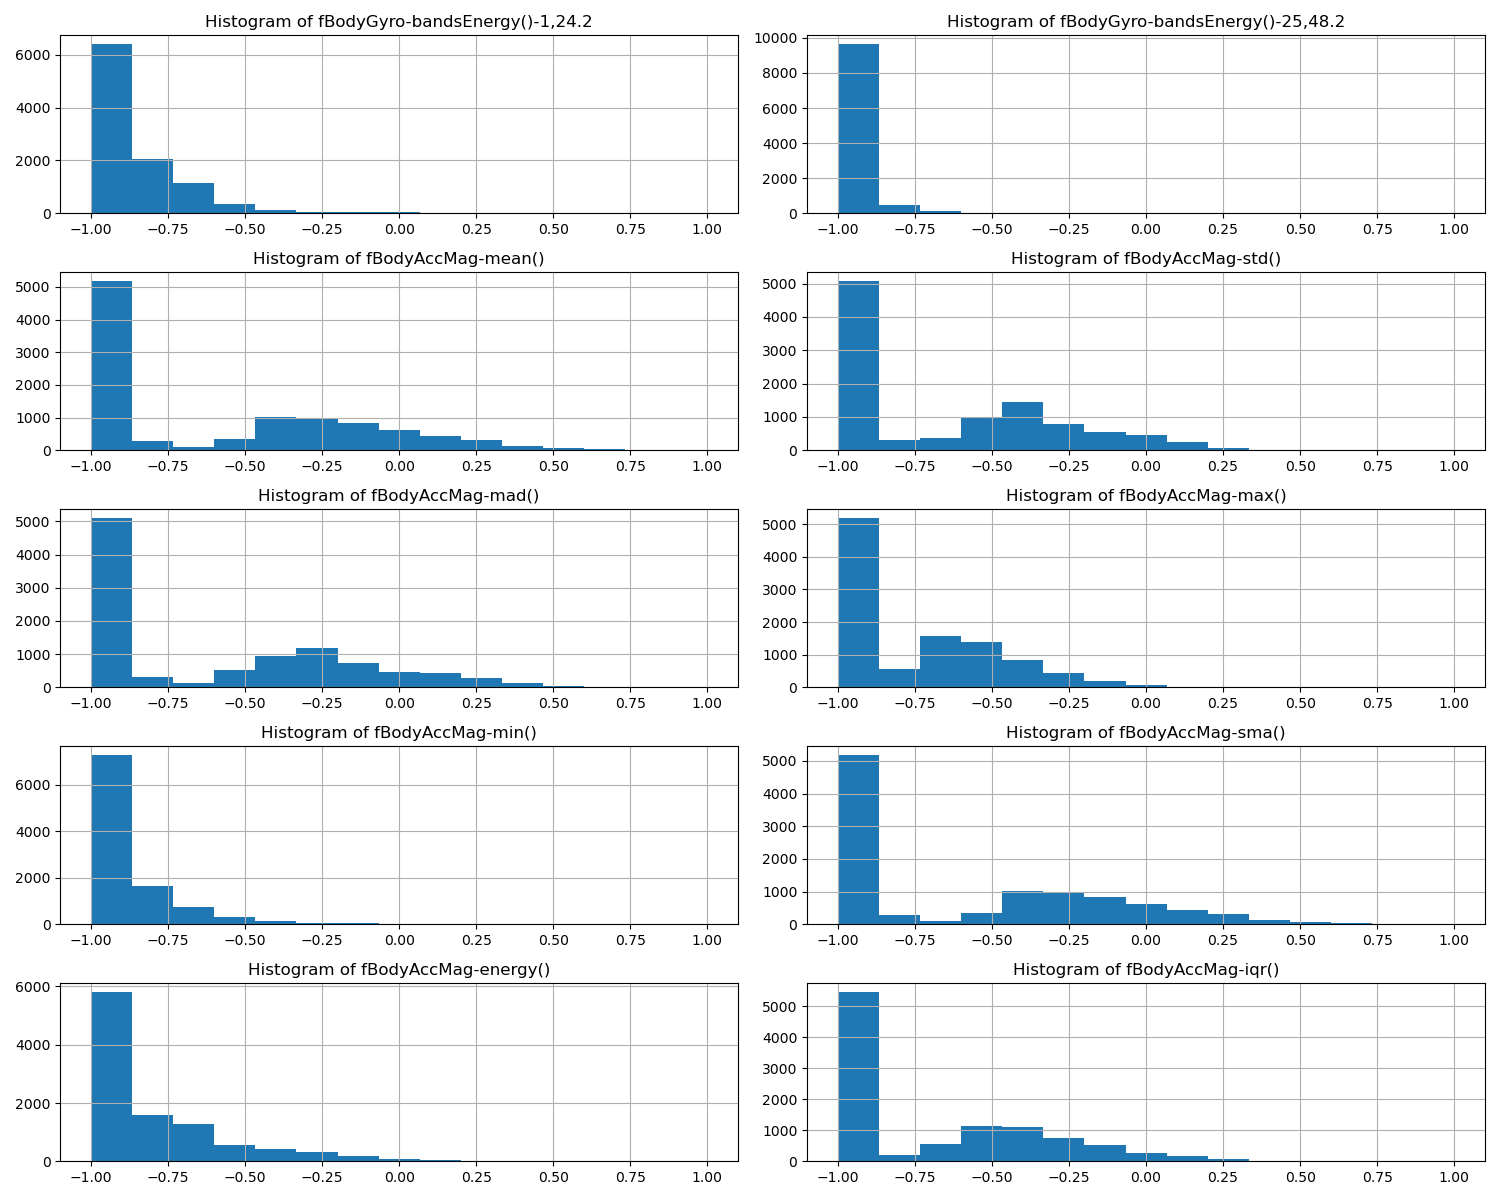 Histogram of fBodyGyro-bandsEnergy()-1,24.2
6000
4000
2000
0
−1.00 −0.75 −0.50 −0.25 0.00 0.25 0.50 0.75 1.00
Histogram of fBodyGyro-bandsEnergy()-25,48.2
10000
8000
6000
4000
2000
0
−1.00 −0.75 −0.50 −0.25 0.00 0.25 0.50 0.75 1.00
Histogram of fBodyAccMag-mean()
5000
4000
3000
2000
1000
0
−1.00 −0.75 −0.50 −0.25 0.00 0.25 0.50 0.75 1.00
Histogram of fBodyAccMag-std()
5000
4000
3000
2000
1000
0
−1.00 −0.75 −0.50 −0.25 0.00 0.25 0.50 0.75 1.00
Histogram of fBodyAccMag-mad()
5000
4000
3000
2000
1000
0
−1.00 −0.75 −0.50 −0.25 0.00 0.25 0.50 0.75 1.00
Histogram of fBodyAccMag-max()
5000
4000
3000
2000
1000
0
−1.00 −0.75 −0.50 −0.25 0.00 0.25 0.50 0.75 1.00
Histogram of fBodyAccMag-min()
6000
4000
2000
0
−1.00 −0.75 −0.50 −0.25 0.00 0.25 0.50 0.75 1.00
Histogram of fBodyAccMag-sma()
5000
4000
3000
2000
1000
0
−1.00 −0.75 −0.50 −0.25 0.00 0.25 0.50 0.75 1.00
Histogram of fBodyAccMag-energy()
6000
4000
2000
0
−1.00 −0.75 −0.50 −0.25 0.00 0.25 0.50 0.75 1.00
Histogram of fBodyAccMag-iqr()
5000
4000
3000
2000
1000
0
−1.00 −0.75 −0.50 −0.25 0.00 0.25 0.50 0.75 1.00